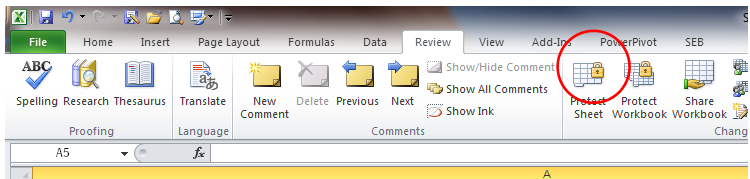 S
File Home Insert Page Layout Formulas Data Review View Add-Ins PowerPivot SEB
ABC
Spelling Research Thesaurus
Proofing
Translate
Language
New Comment
Delete Previous Next
Show/Hide Comment
Show All Comments
Show Ink
Comments
Protect Sheet
Protect Workbook
Share Workbook
Chang
A5 fx
A